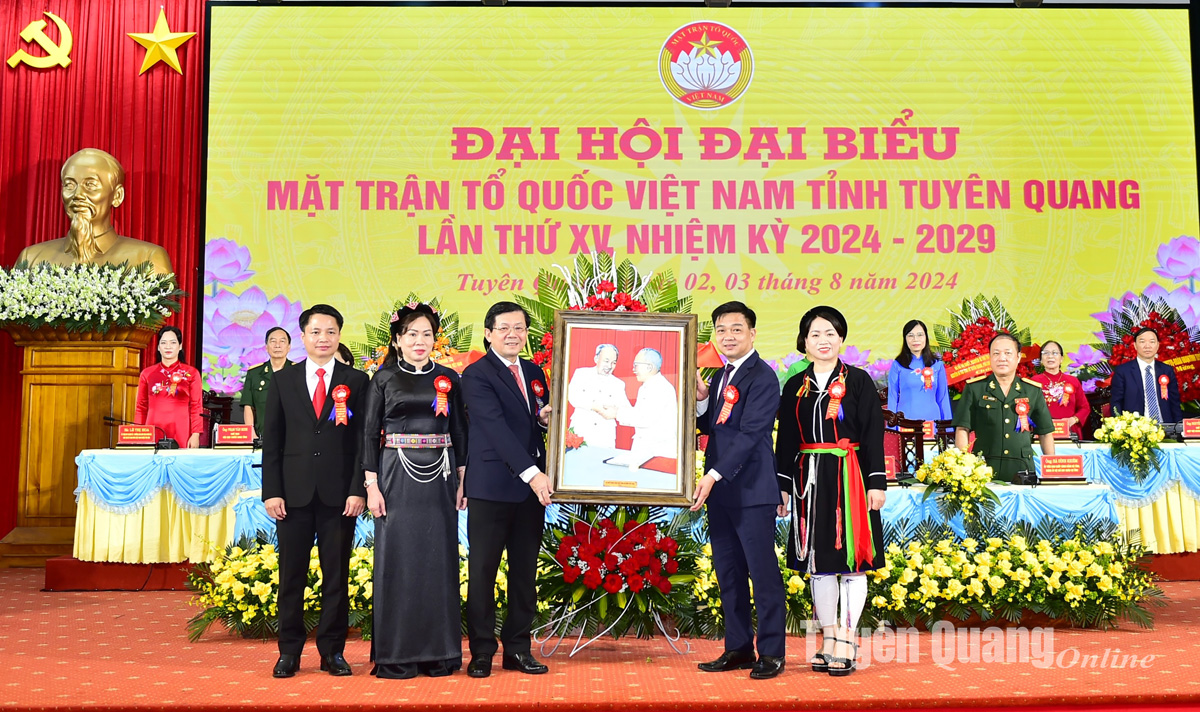 MẶT TRẬN TỔ QUỐC
VIỆT NAM
ĐẠI HỘI ĐẠI BIỂU
MẶT TRẬN TỔ QUỐC VIỆT NAM TỈNH TUYÊN QUANG
LẦN THỨ XV, NHIỆM KỲ 2024 - 2029
Tuyên 02, 03 tháng 8 năm 2024
Tuyên Quang Online